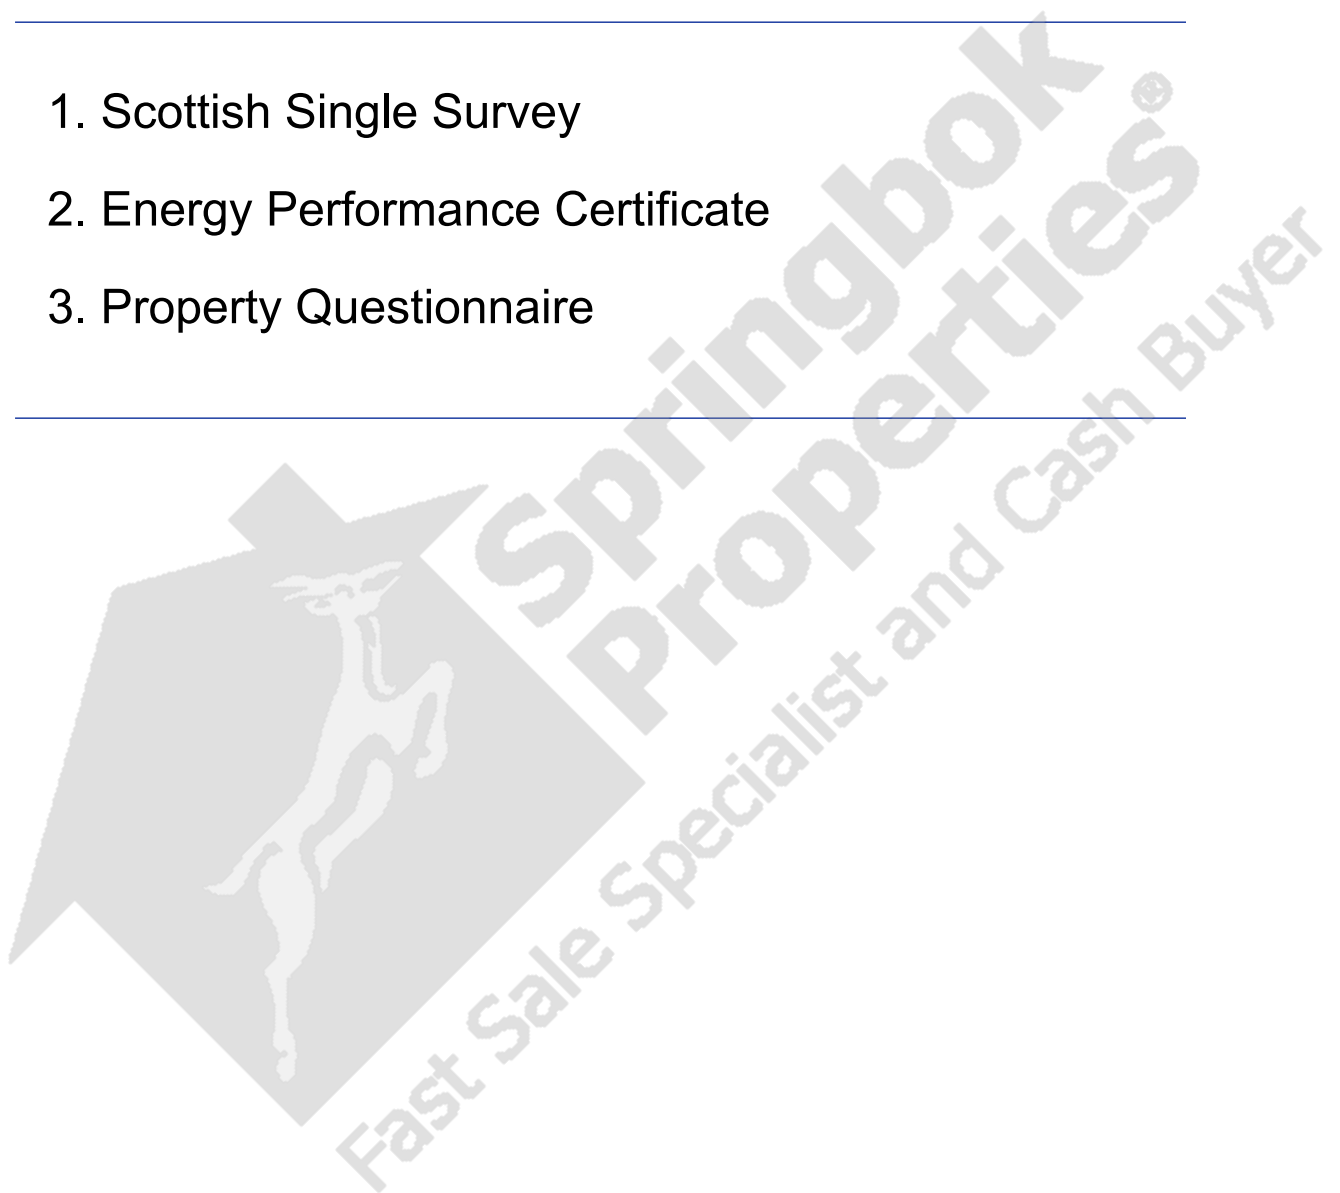 1. Scottish Single Survey
2. Energy Performance Certificate
3. Property Questionnaire
Springbok
Properties®
Fast Sale Specialist and Cash Buyer